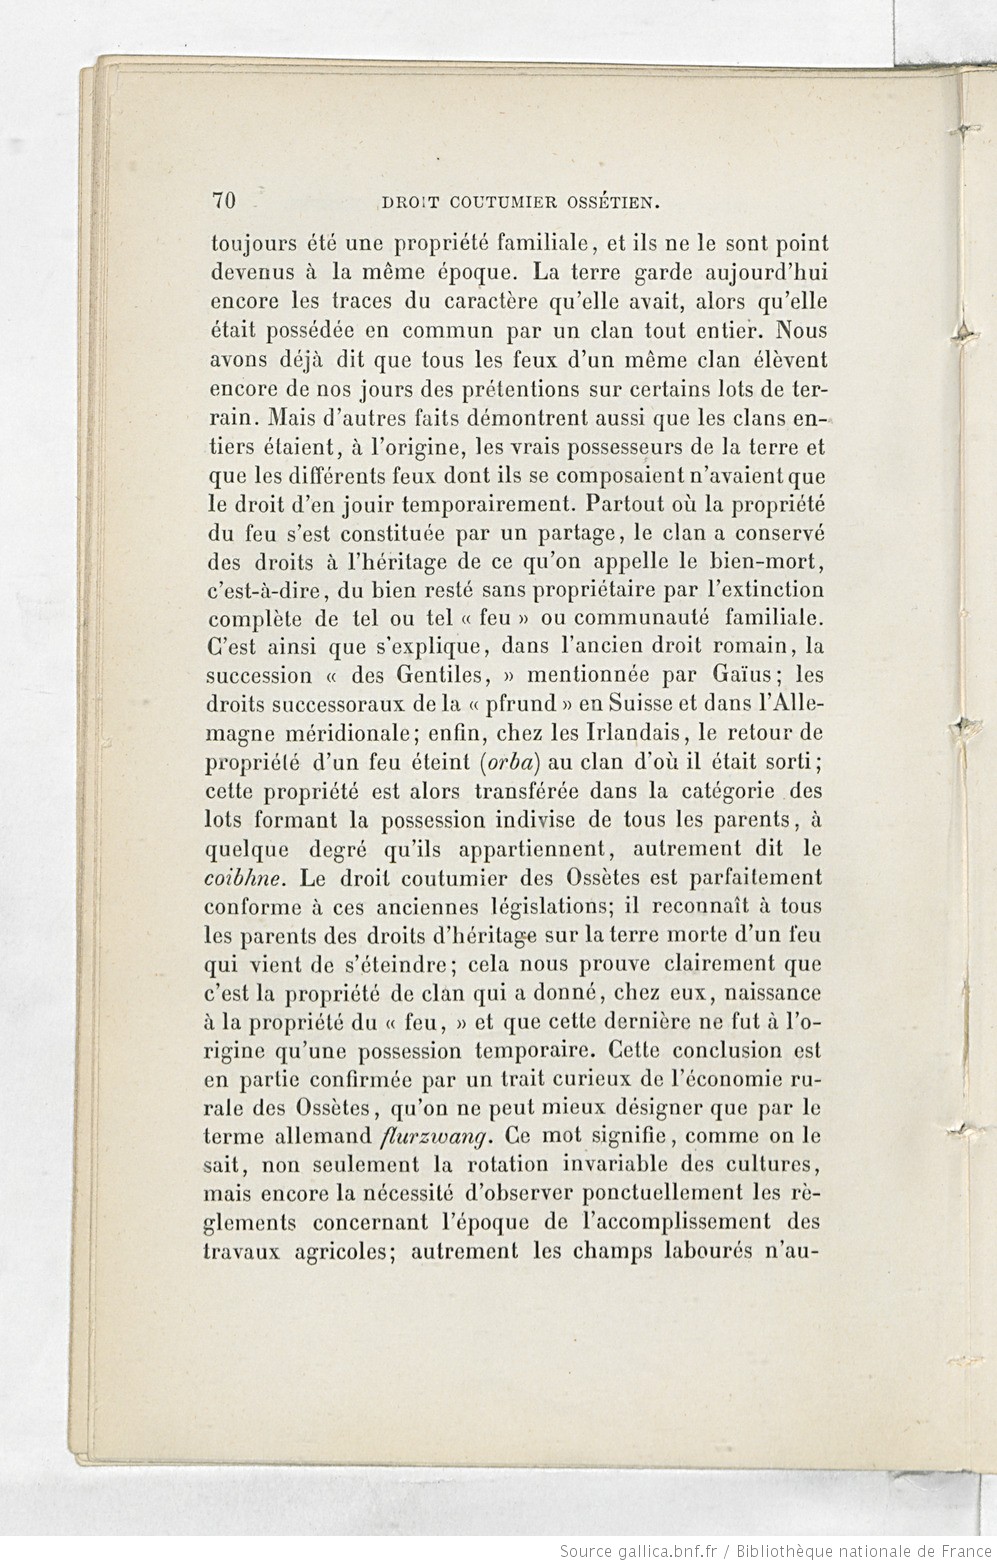 70 DROIT COUTUMIER OSSÉTIEN.
toujours été une propriété familiale, et ils ne le sont point
devenus à la même époque. La terre garde aujourd'hui
encore les traces du caractère qu'elle avait, alors qu'elle
était possédée en commun par un clan tout entier. Nous
avons déjà dit que tous les feux d'un même clan élèvent
encore de nos jours des prétentions sur certains lots de ter-
rain. Mais d'autres faits démontrent aussi que les clans en-
tiers étaient, à l'origine, les vrais possesseurs de la terre et
que les différents feux dont ils se composaient n'avaient que
le droit d'en jouir temporairement. Partout où la propriété
du feu s'est constituée par un partage, le clan a conservé
des droits à l'héritage de ce qu'on appelle le bien-mort,
c'est-à-dire, du bien resté sans propriétaire par l'extinction
complète de tel ou tel « feu » ou communauté familiale.
C'est ainsi que s'explique, dans l'ancien droit romain, la
succession « des Gentiles, » mentionnée par Gaïus; les
droits successoraux de la « pfrund » en Suisse et dans l'Alle-
magne méridionale; enfin, chez les Irlandais, le retour de
propriété d'un feu éteint (orba) au clan d'où il était sorti;
cette propriété est alors transférée dans la catégorie des
lots formant la possession indivise de tous les parents, à
quelque degré qu'ils appartiennent, autrement dit le
coibhne. Le droit coutumier des Ossètes est parfaitement
conforme à ces anciennes législations; il reconnaît à tous
les parents des droits d'héritage sur la terre morte d'un feu
qui vient de s'éteindre; cela nous prouve clairement que
c'est la propriété de clan qui a donné, chez eux, naissance
à la propriété du « feu, » et que cette dernière ne fut à l'o-
rigine qu'une possession temporaire. Cette conclusion est
en partie confirmée par un trait curieux de l'économie ru-
rale des Ossètes, qu'on ne peut mieux désigner que par le
terme allemand flurzwang. Ce mot signifie, comme on le
sait, non seulement la rotation invariable des cultures,
mais encore la nécessité d'observer ponctuellement les rè-
glements concernant l'époque de l'accomplissement des
travaux agricoles; autrement les champs labourés n'au-
Source gallica.bnf.fr / Bibliothèque nationale de France